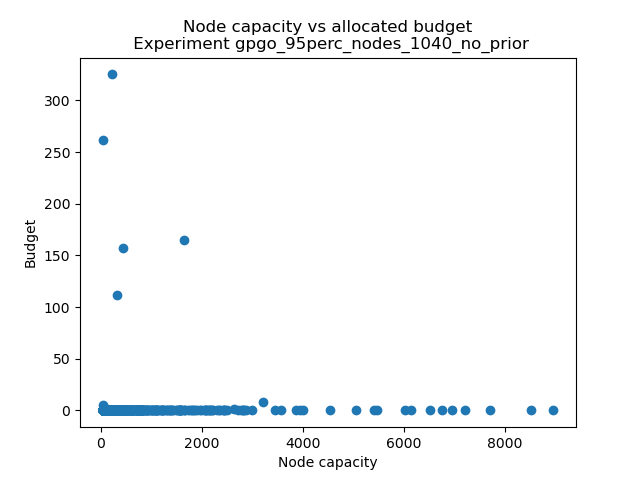 Node capacity vs allocated budget
Experiment gpgo_95perc_nodes_1040_no_prior
300
250
200
150
100
50
0
Budget
0 2000 4000 6000 8000
Node capacity